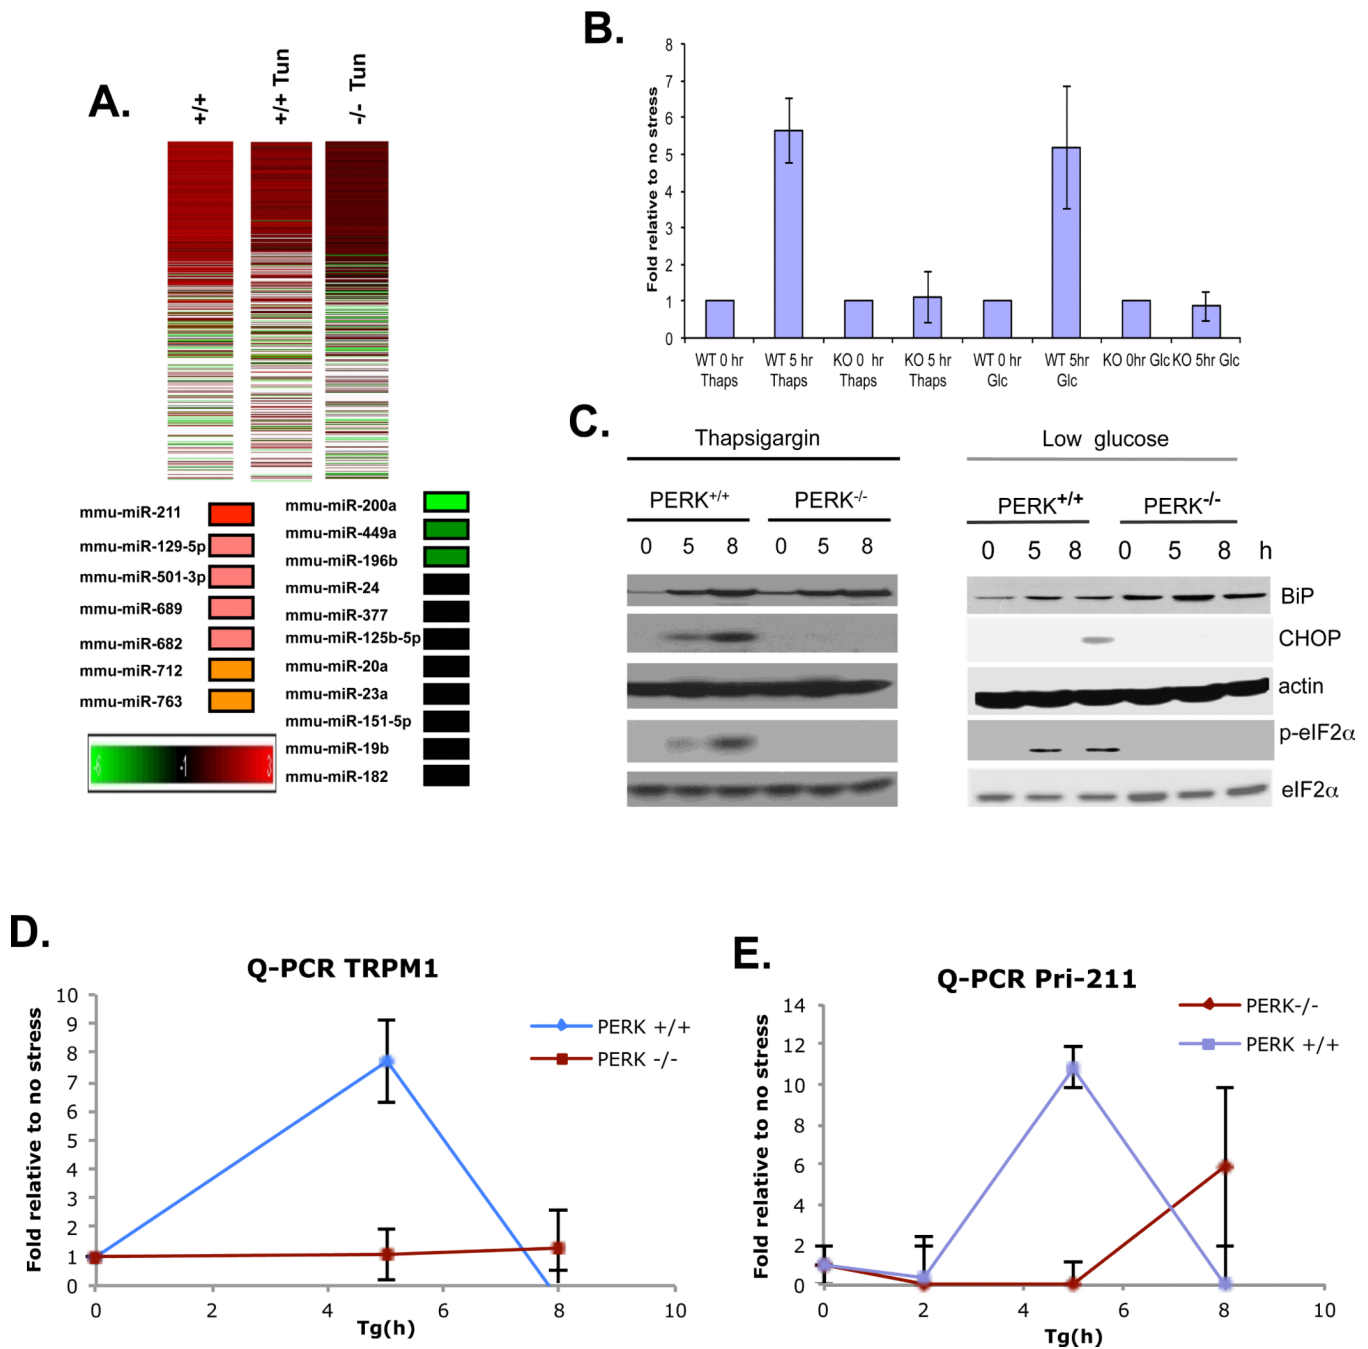 A.
+/+
+/+ Tun
-/- Tun
mmu-miR-211
mmu-miR-129-5p
mmu-miR-501-3p
mmu-miR-689
mmu-miR-682
mmu-miR-712
mmu-miR-763
mmu-miR-200a
mmu-miR-449a
mmu-miR-196b
mmu-miR-24
mmu-miR-377
mmu-miR-125b-5p
mmu-miR-20a
mmu-miR-23a
mmu-miR-151-5p
mmu-miR-19b
mmu-miR-182
-6 -1 3
B.
Fold relative to no stress
8
7
6
5
4
3
2
1
0
WT 0 hr Thaps
WT 5 hr Thaps
KO 0 hr Thaps
KO 5 hr Thaps
WT 0 hr Glc
WT 5hr Glc
KO 0hr Glc
KO 5hr Glc
C.
Thapsigargin
Low glucose
PERK+/+ PERK-/-
PERK+/+ PERK-/-
0 5 8 0 5 8
0 5 8 0 8 h
BiP
CHOP
actin
p-eIF2α
eIF2α
D.
Q-PCR TRPM1
Fold relative to no stress
10
9
8
7
6
5
4
3
2
1
0
0 2 4 6 8 10
Tg(h)
PERK +/+
PERK -/-
E.
Q-PCR Pri-211
Fold relative to no stress
14
12
10
8
6
4
2
0
0 2 4 6 8 10
Tg(h)
PERK-/-
PERK +/+